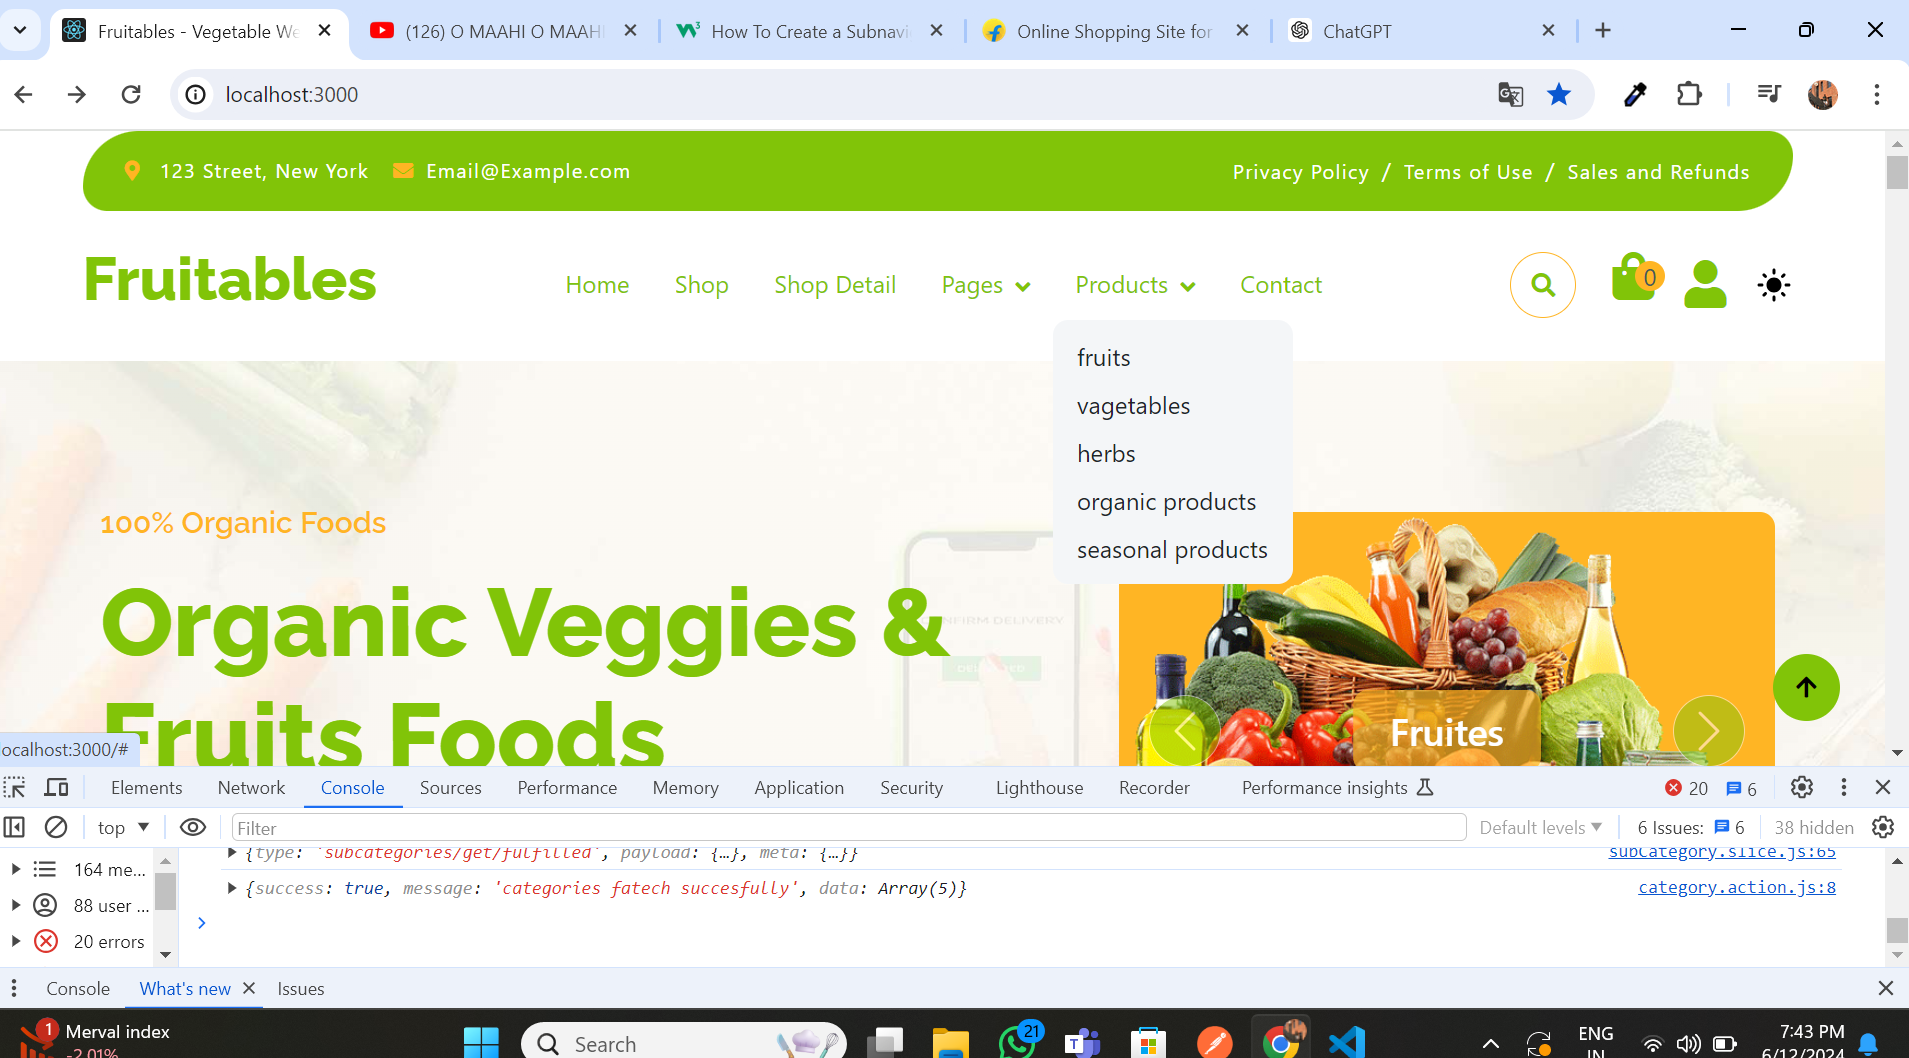 Fruitables - Vegetable We
(126) O MAAHI O MAAHI
How To Create a Subnavi
Online Shopping Site for
ChatGPT
localhost:3000
123 Street, New York
Email@Example.com
Privacy Policy / Terms of Use / Sales and Refunds
Fruitables
Home Shop Shop Detail Pages Products Contact
0
fruits
vagetables
herbs
organic products
seasonal products
100% Organic Foods
Organic Veggies &
Fruits Foods
Fruites
localhost:3000/#
Elements Network Console Sources Performance Memory Application Security Lighthouse Recorder Performance insights 20 6
top Filter Default levels 6 Issues: 6 38 hidden
164 me...
88 user ...
20 errors
{type: 'subcategories/get/fulfilled', payload: {…}, meta: {…}} subCategory.slice.js:65
{success: true, message: 'categories fatech succesfully', data: Array(5)} category.action.js:8
Console What's new Issues
1 Merval index
-2.01%
Search
21
ENG
IN
7:43 PM
6/12/2024